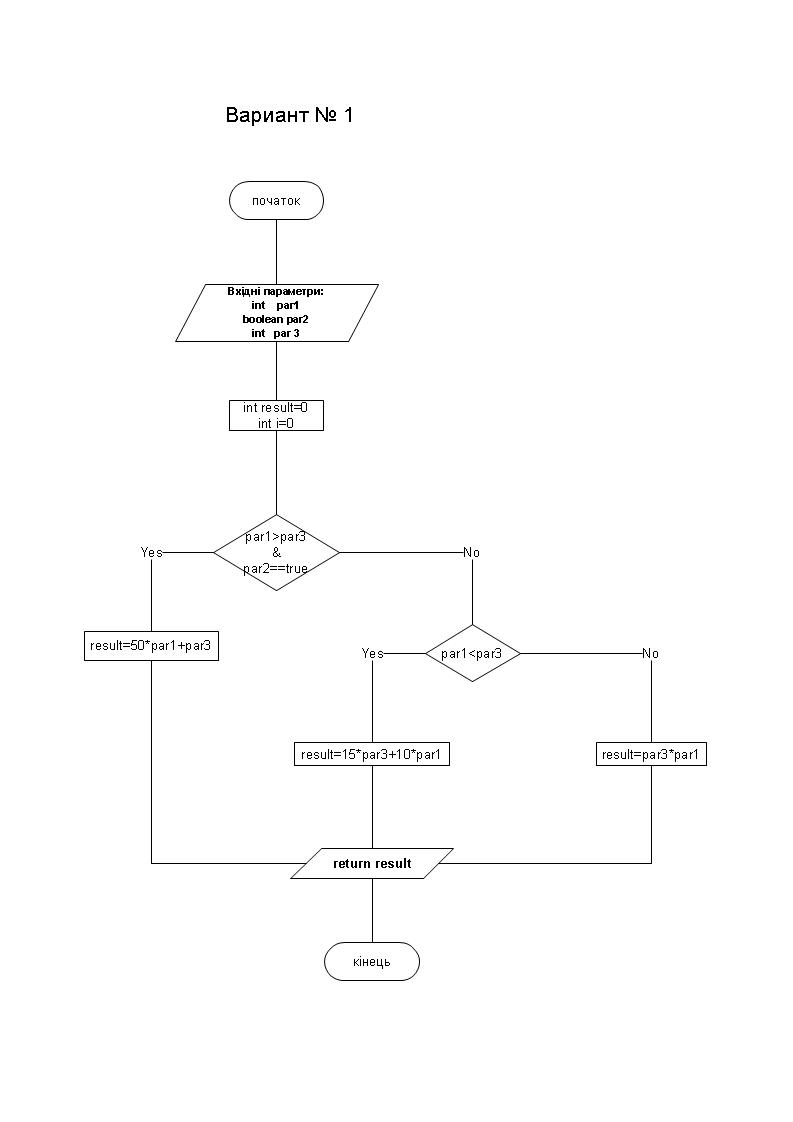 Вариант № 1
початок
Вхідні параметри:
int par1
boolean par2
int par 3
int result=0
int i=0
par1>par3
&
par2==true
Yes
No
result=50*par1+par3
par1<par3
Yes
No
result=15*par3+10*par1
result=par3*par1
return result
кінець